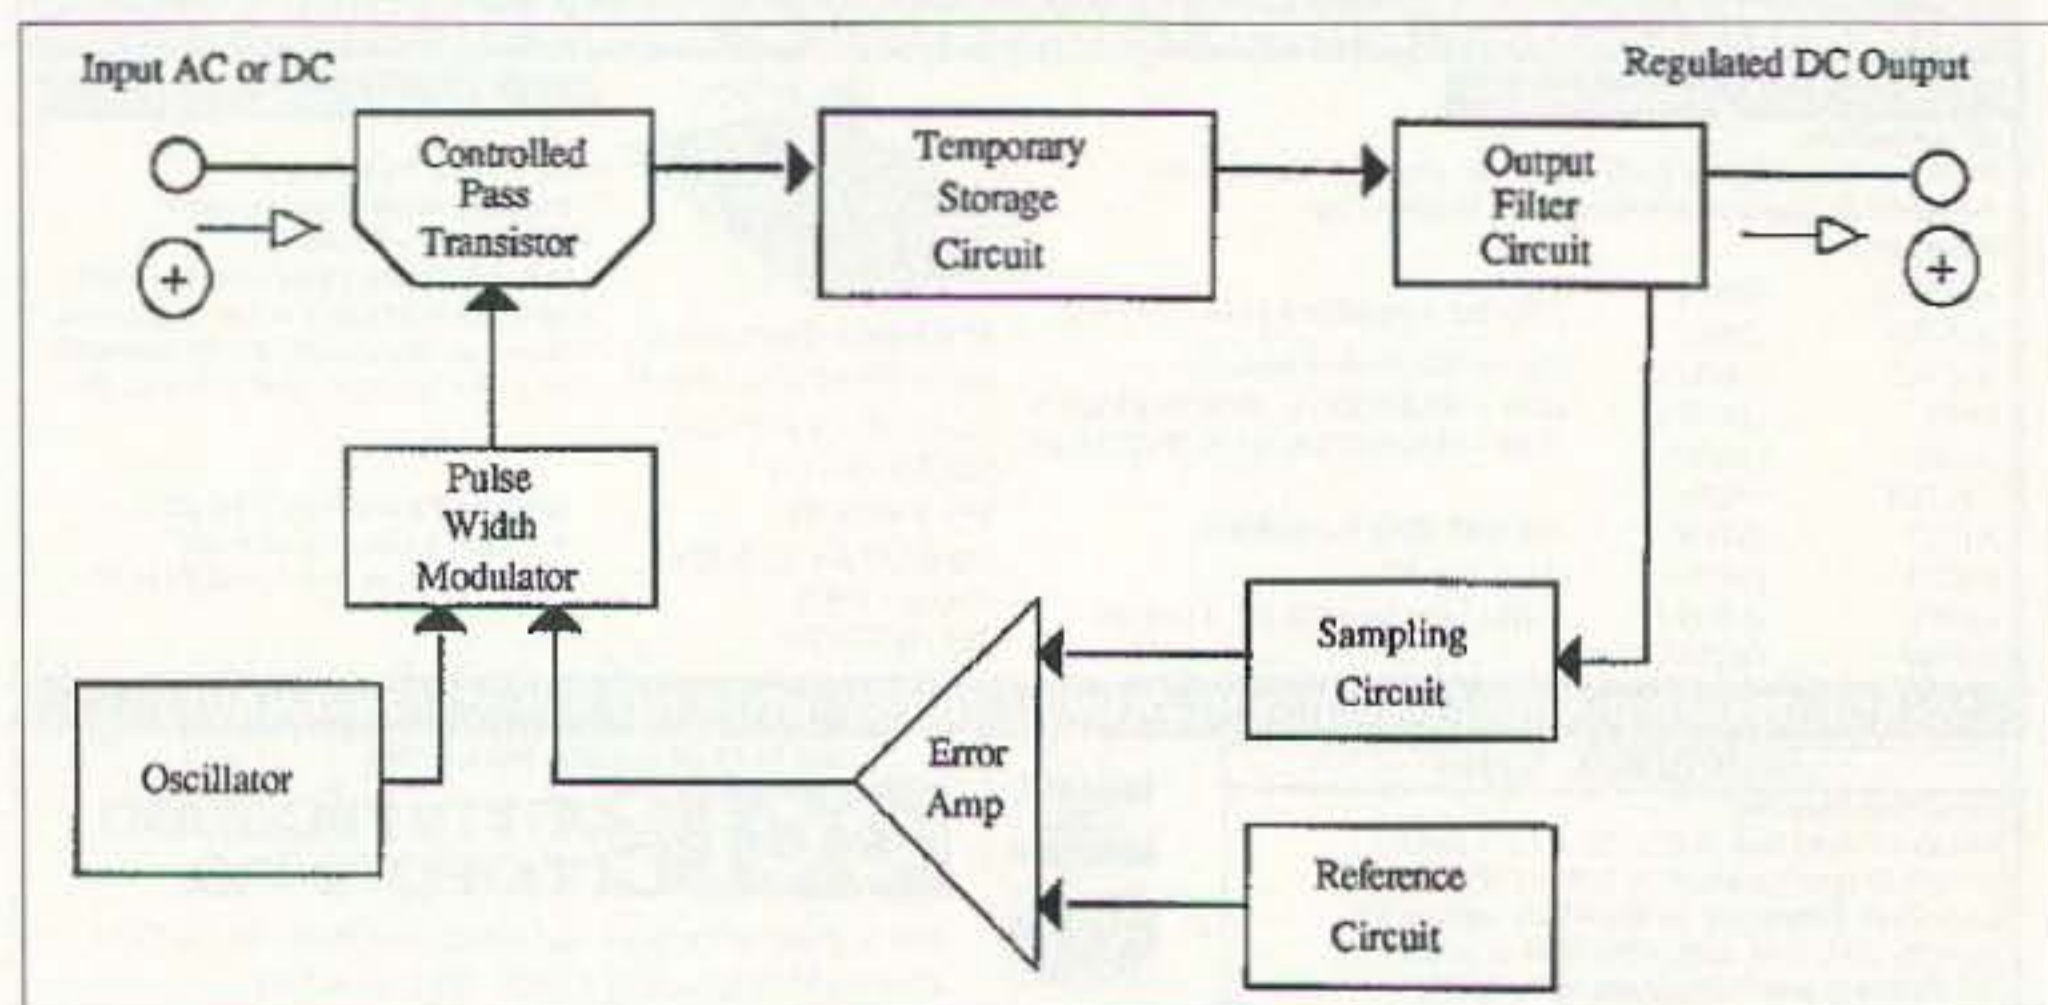 Input AC or DC
Regulated DC Output
Controlled
Pass
Transistor
Temporary
Storage
Circuit
Output
Filter
Circuit
+
+
Pulse
Width
Modulator
Sampling
Circuit
Oscillator
Error
Amp
Reference
Circuit